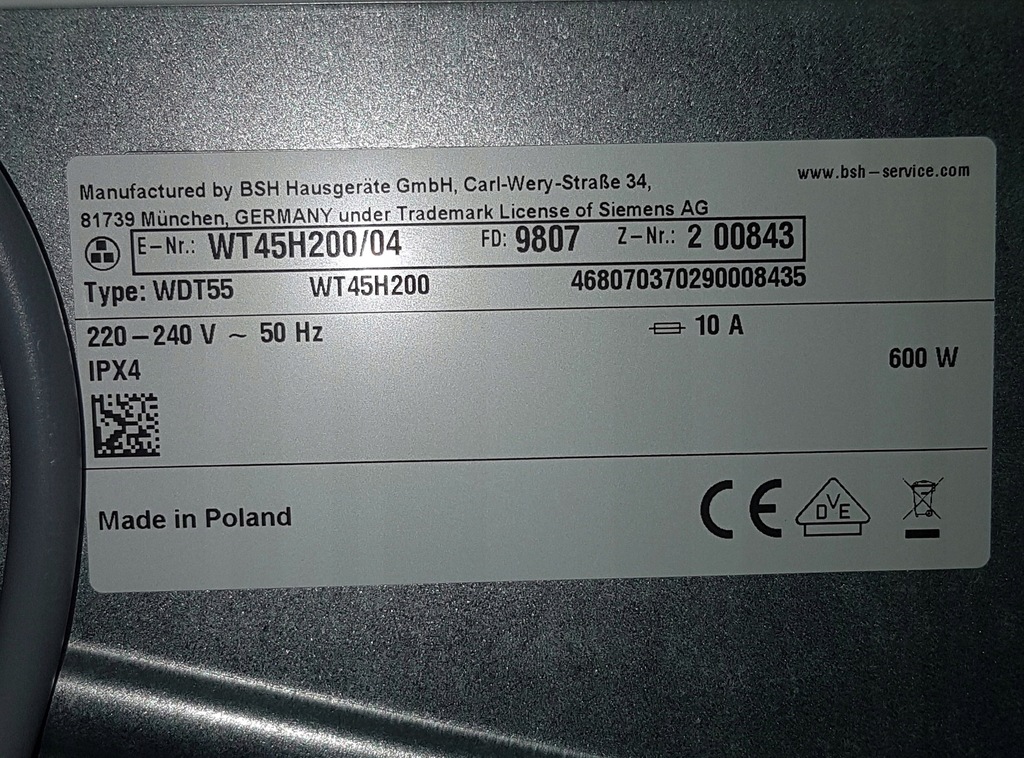 www.bsh-service.com
Manufactured by BSH Hausgeräte GmbH, Carl-Wery-Straße 34,
81739 München, GERMANY under Trademark License of Siemens AG
E-Nr.: WT45H200/04 FD: 9807 Z-Nr.: 2 00843
Type: WDT55 WT45H200 468070370290008435
220-240 V ~ 50 Hz 10 A
IPX4 600 W
Made in Poland CE DVE